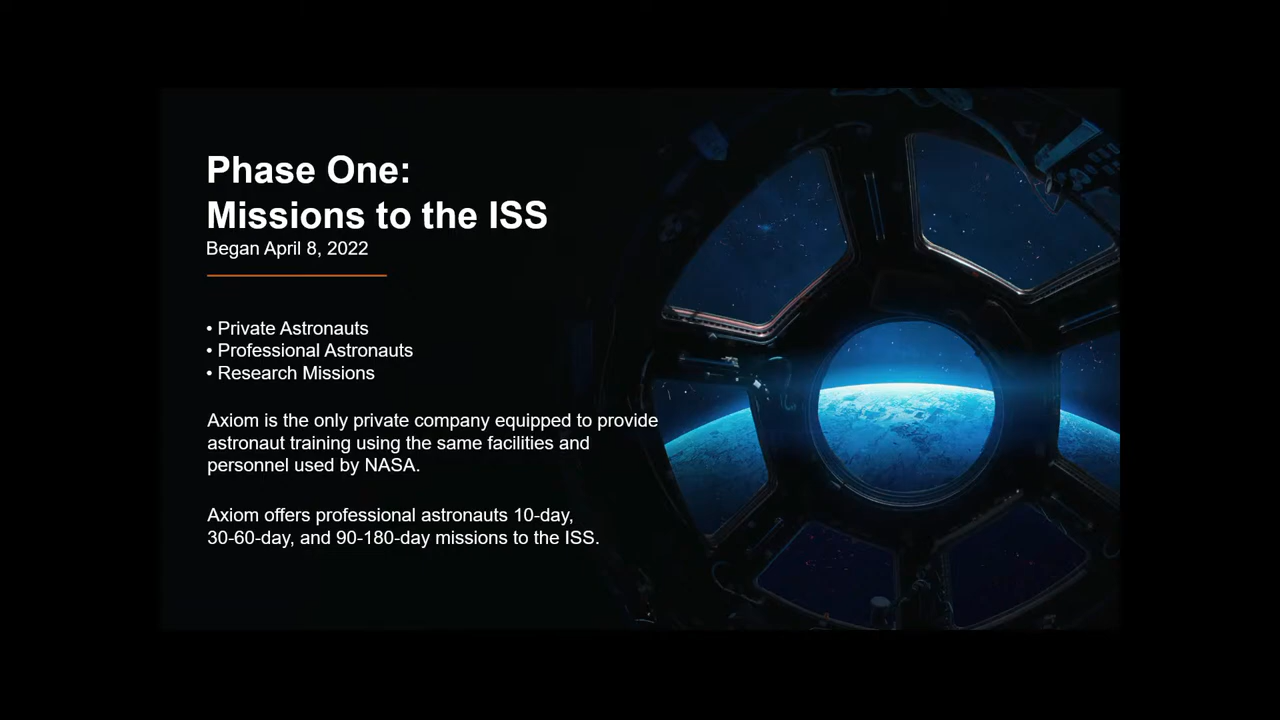 Phase One:
Missions to the ISS
Began April 8, 2022
• Private Astronauts
• Professional Astronauts
• Research Missions
Axiom is the only private company equipped to provide
astronaut training using the same facilities and
personnel used by NASA.
Axiom offers professional astronauts 10-day,
30-60-day, and 90-180-day missions to the ISS.